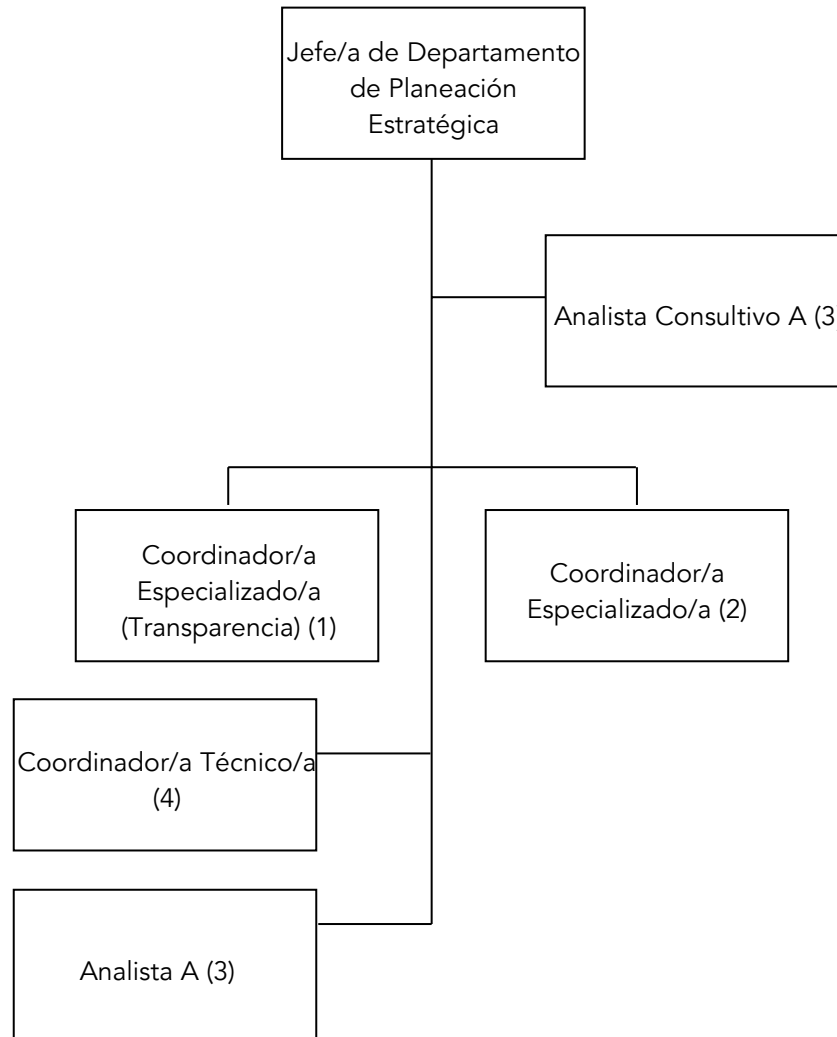 Jefe/a de Departamento
de Planeación
Estratégica
Analista Consultivo A (3
Coordinador/a
Especializado/a
(Transparencia) (1)
Coordinador/a
Especializado/a (2)
Coordinador/a Técnico/a
(4)
Analista A (3)